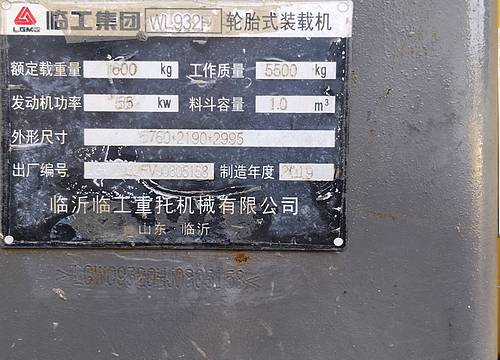 LGMG 临工集团 WL932F 轮胎式装载机
额定载重量 1600 kg 工作质量 5500 kg
发动机功率 55 kw 料斗容量 1.0 m³
外形尺寸 5760*2190*2995
出厂编号 制造年度 2019
临沂临工重托机械有限公司
山东 临沂